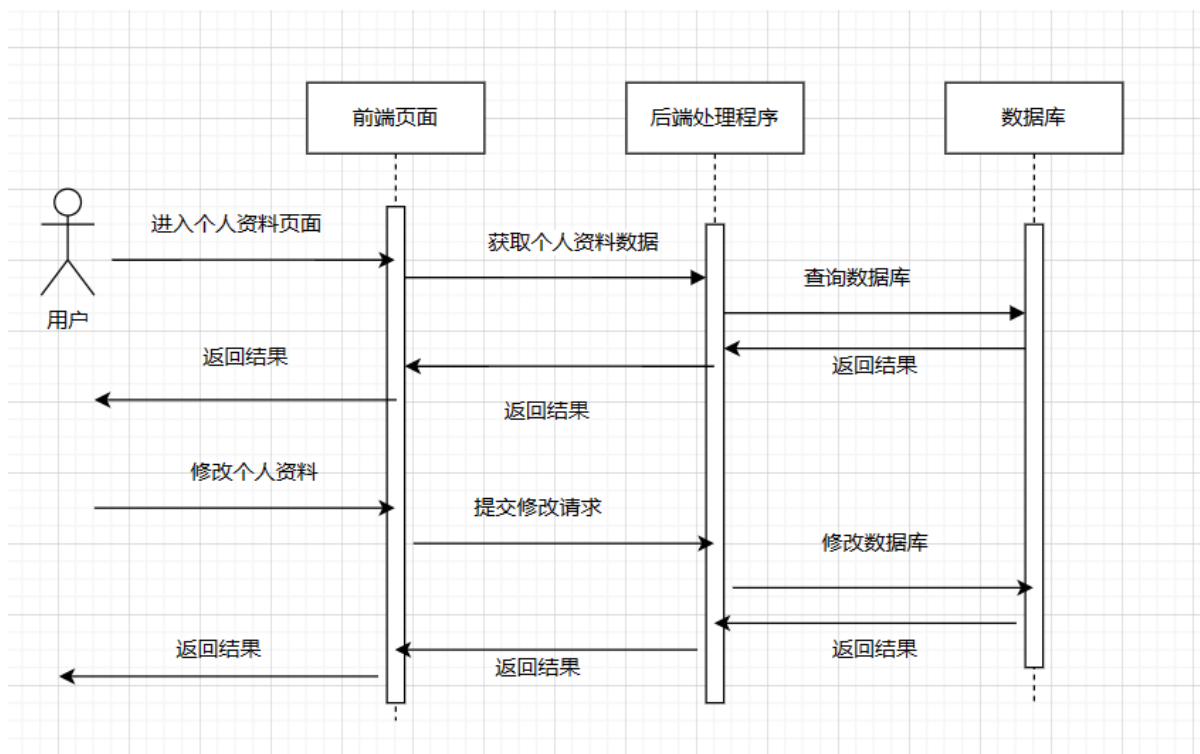 前端页面
后端处理程序
数据库
进入个人资料页面
获取个人资料数据
查询数据库
用户
返回结果
返回结果
返回结果
修改个人资料
提交修改请求
修改数据库
返回结果
返回结果
返回结果